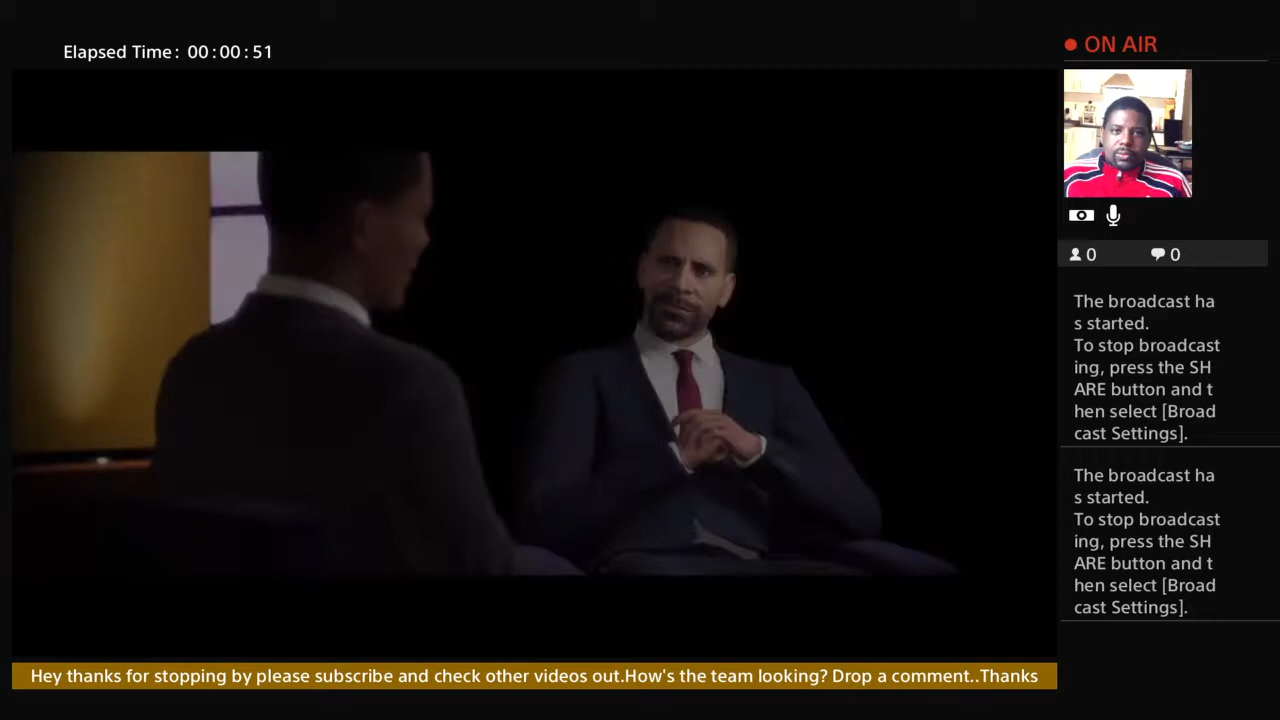 Elapsed Time: 00:00:51
ON AIR
0 0
The broadcast ha
s started.
To stop broadcast
ing, press the SH
ARE button and t
hen select [Broad
cast Settings].
The broadcast ha
s started.
To stop broadcast
ing, press the SH
ARE button and t
hen select [Broad
cast Settings].
Hey thanks for stopping by please subscribe and check other videos out.How's the team looking? Drop a comment..Thanks